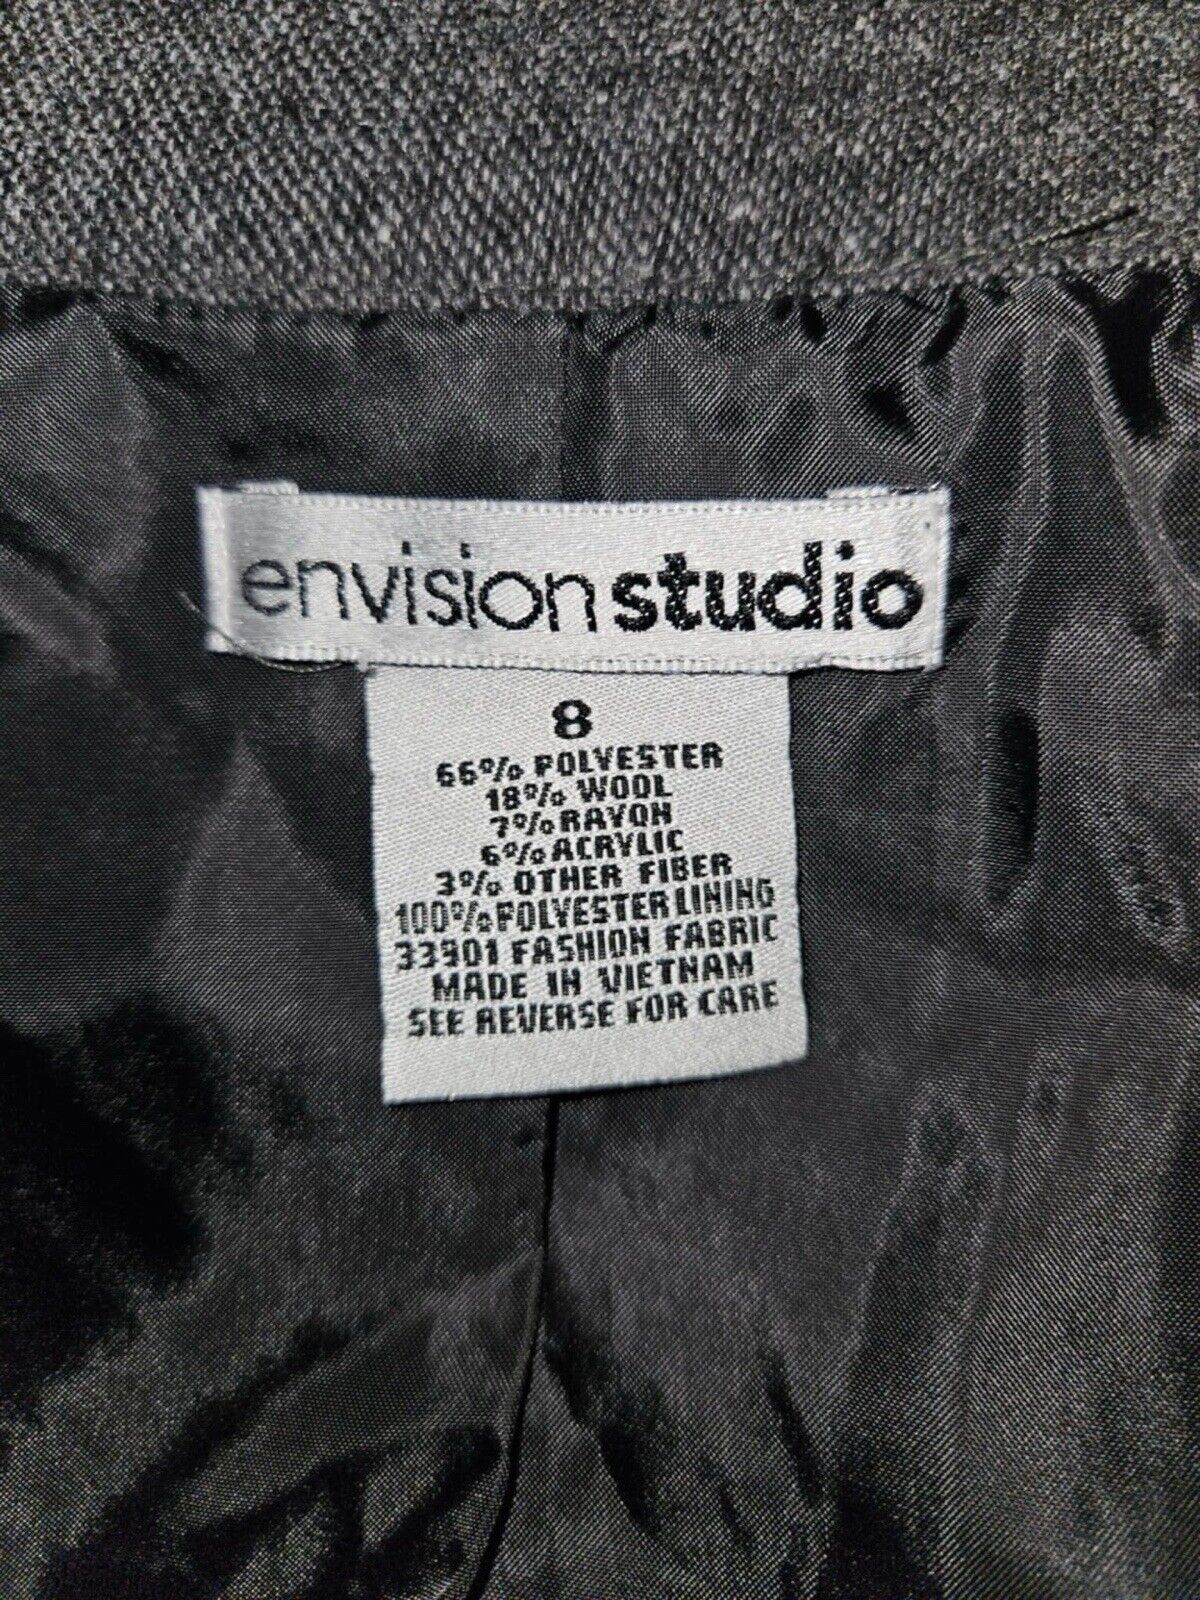 envisionstudio
8
66% POLYESTER
18% WOOL
7% RAYON
6% ACRYLIC
3% OTHER FIBER
100% POLYESTER LINING
33901 FASHION FABRIC
MADE IN VIETNAM
SEE REVERSE FOR CARE